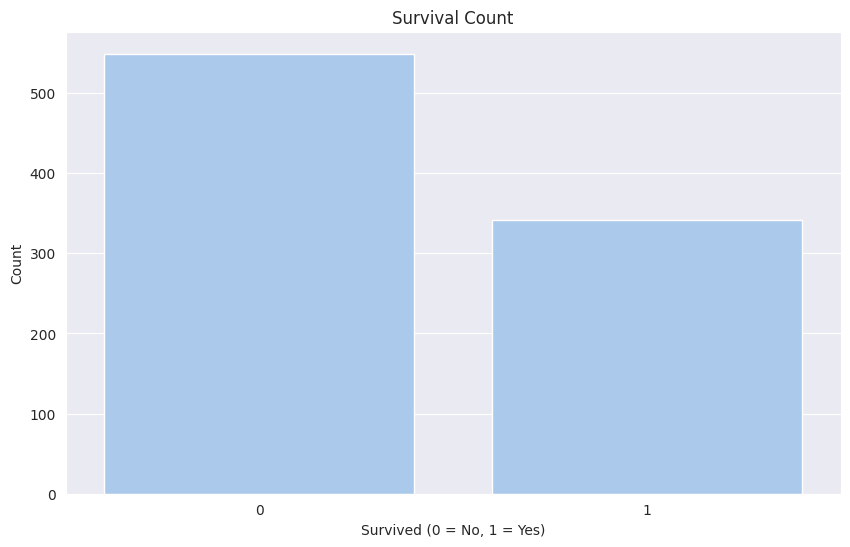 Survival Count
500
400
300
200
100
0
Count
0 1
Survived (0 = No, 1 = Yes)